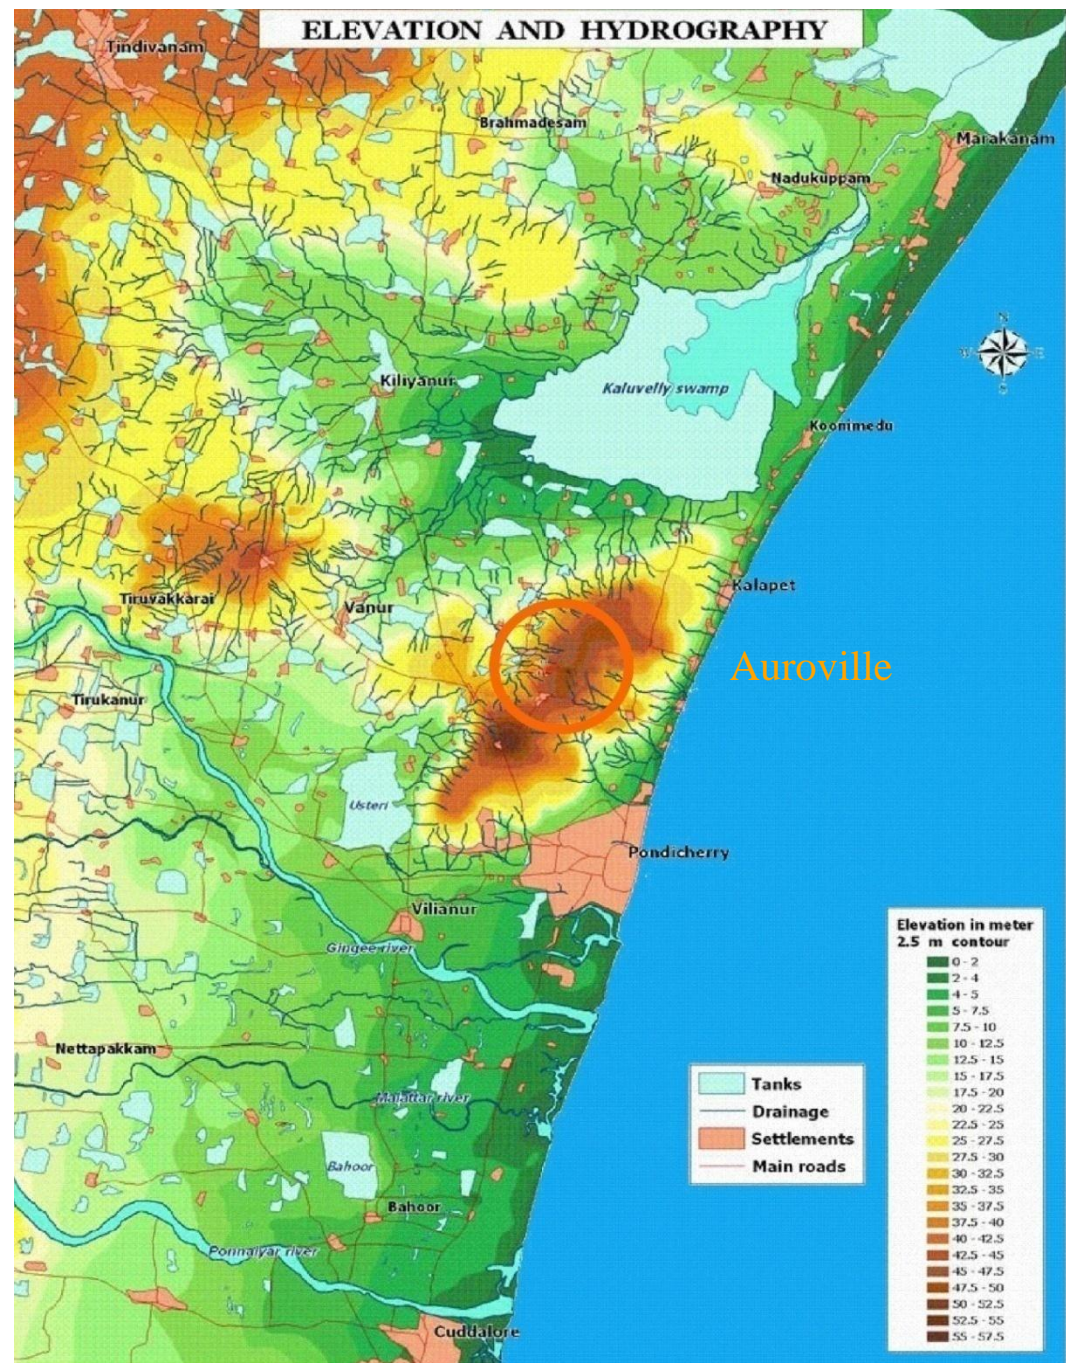 ELEVATION AND HYDROGRAPHY
Tindivanam
Brahmadesam
Marakanam
Nadukuppam
N
W
E
S
Kiliyanur
Kaluvelly swamp
Koonimedu
Kalapet
Tiruvakkarai
Vanur
Auroville
Tirukanur
Usteri
Pondicherry
Vilianur
Gingee river
Nettapakkam
Malattar river
Bahoor
Bahoor
Ponnaiyar river
Cuddalore
Elevation in meter
2.5 m contour
0 - 2
2 - 4
4 - 5
5 - 7.5
7.5 - 10
10 - 12.5
12.5 - 15
15 - 17.5
17.5 - 20
20 - 22.5
22.5 - 25
25 - 27.5
27.5 - 30
30 - 32.5
32.5 - 35
35 - 37.5
37.5 - 40
40 - 42.5
42.5 - 45
45 - 47.5
47.5 - 50
50 - 52.5
52.5 - 55
55 - 57.5
Tanks
Drainage
Settlements
Main roads